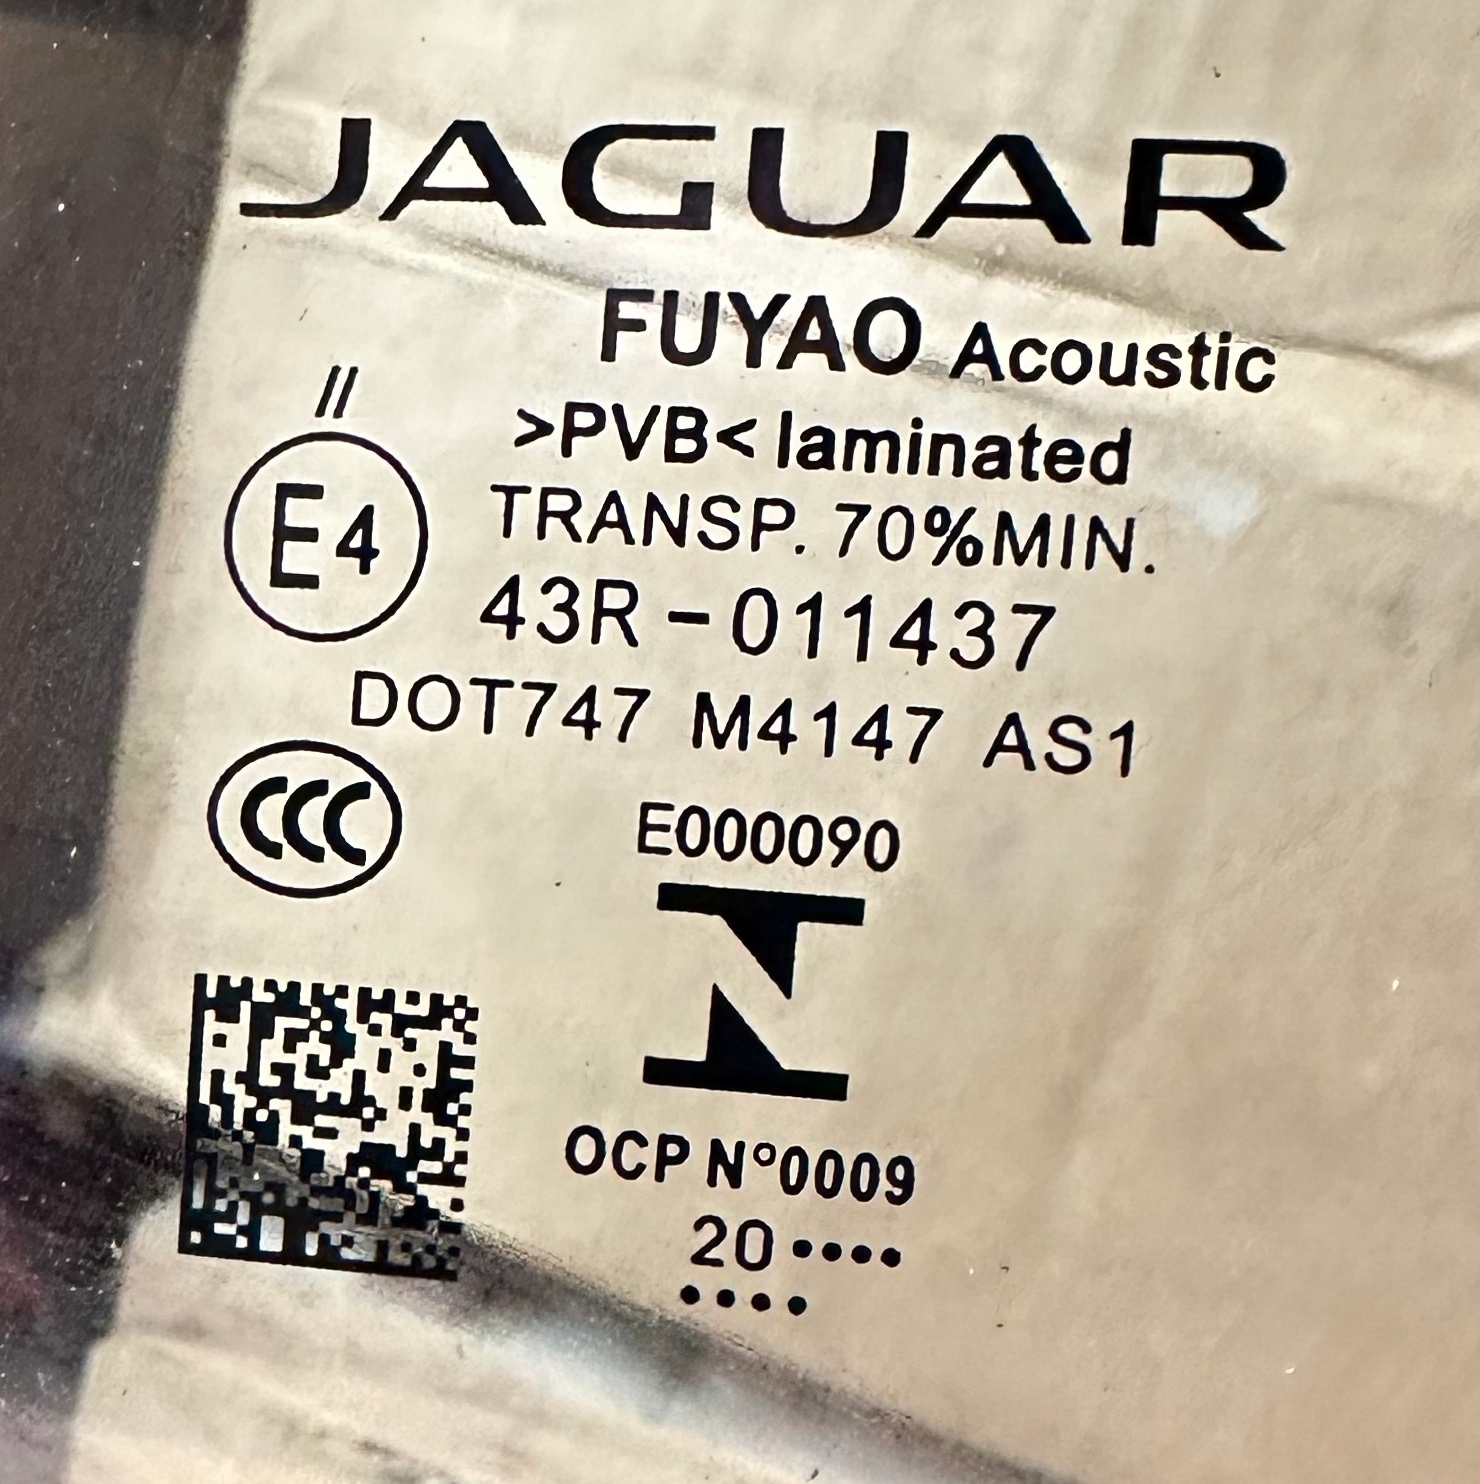 JAGUAR
FUYAO Acoustic
//
>PVB< laminated
E4
TRANSP. 70%MIN.
43R-011437
DOT747 M4147 AS1
CCC
E000090
OCP N°0009
20 ••••
••••